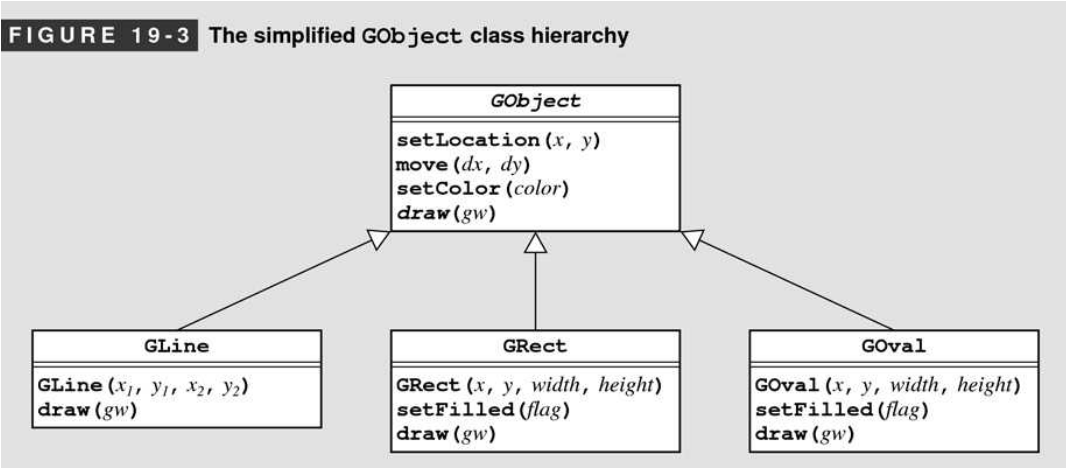 FIGURE 19-3 The simplified GObject class hierarchy
GObject
setLocation(x, y)
move(dx, dy)
setColor(color)
draw(gw)
GLine
GLine(x₁, y₁, x₂, y₂)
draw(gw)
GRect
GRect(x, y, width, height)
setFilled(flag)
draw(gw)
GOval
GOval(x, y, width, height)
setFilled(flag)
draw(gw)